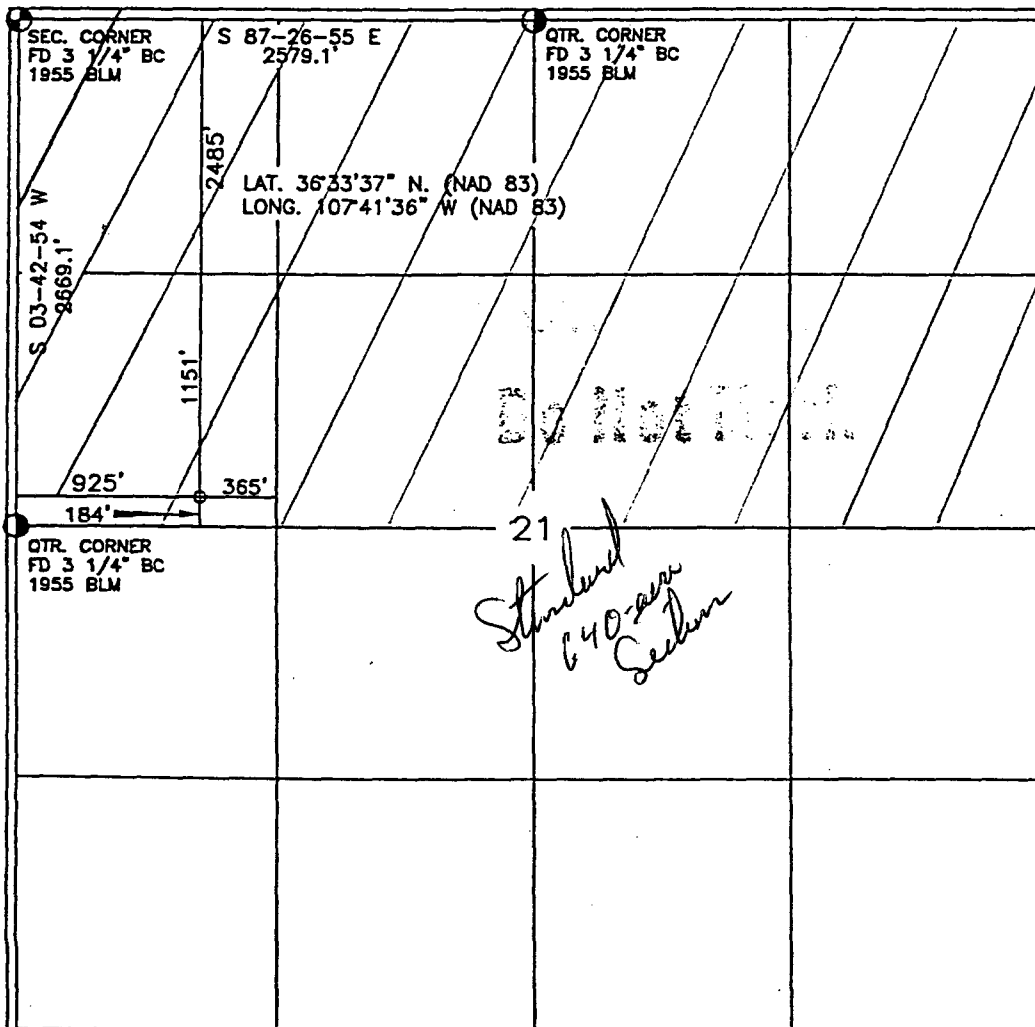 SEC. CORNER
FD 3 1/4" BC
1955 BLM
S 87-26-55 E
2579.1'
QTR. CORNER
FD 3 1/4" BC
1955 BLM
2485'
LAT. 36°33'37" N. (NAD 83)
LONG. 107°41'36" W (NAD 83)
S 03-42-54 W
2669.1'
1151'
Do Not
925'
365'
184'
QTR. CORNER
FD 3 1/4" BC
1955 BLM
21
Standard
640-acre
Section